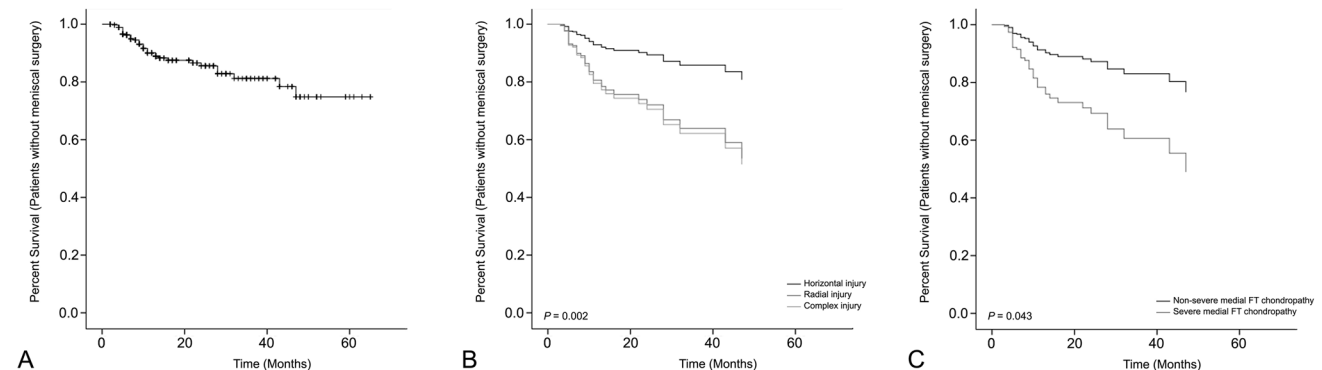 Percent Survival (Patients without meniscal surgery)
1.0
0.8
0.6
0.4
0.2
0.0
0
20
40
60
Time (Months)
A
Percent Survival (Patients without meniscal surgery)
1.0
0.8
0.6
0.4
0.2
0.0
Horizontal injury
Radial injury
Complex injury
P = 0.002
0
20
40
60
Time (Months)
B
Percent Survival (Patients without meniscal surgery)
1.0
0.8
0.6
0.4
0.2
0.0
Non-severe medial FT chondropathy
Severe medial FT chondropathy
P = 0.043
0
20
40
60
Time (Months)
C